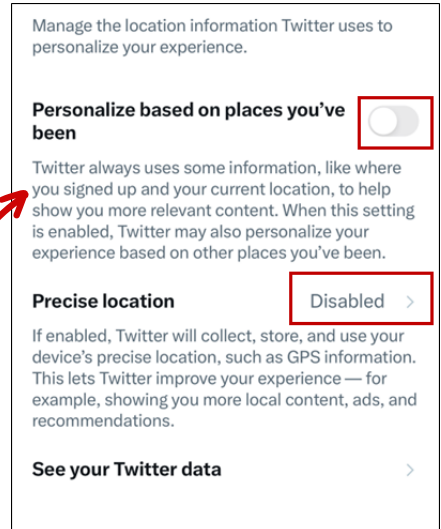 Manage the location information Twitter uses to
personalize your experience.
Personalize based on places you've
been
Twitter always uses some information, like where
you signed up and your current location, to help
show you more relevant content. When this setting
is enabled, Twitter may also personalize your
experience based on other places you've been.
Precise location Disabled
If enabled, Twitter will collect, store, and use your
device's precise location, such as GPS information.
This lets Twitter improve your experience — for
example, showing you more local content, ads, and
recommendations.
See your Twitter data